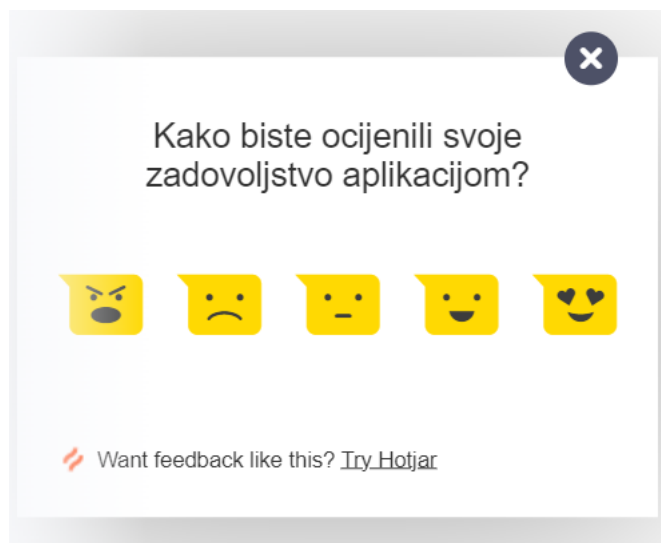 Kako biste ocijenili svoje
zadovoljstvo aplikacijom?
Want feedback like this? Try Hotjar